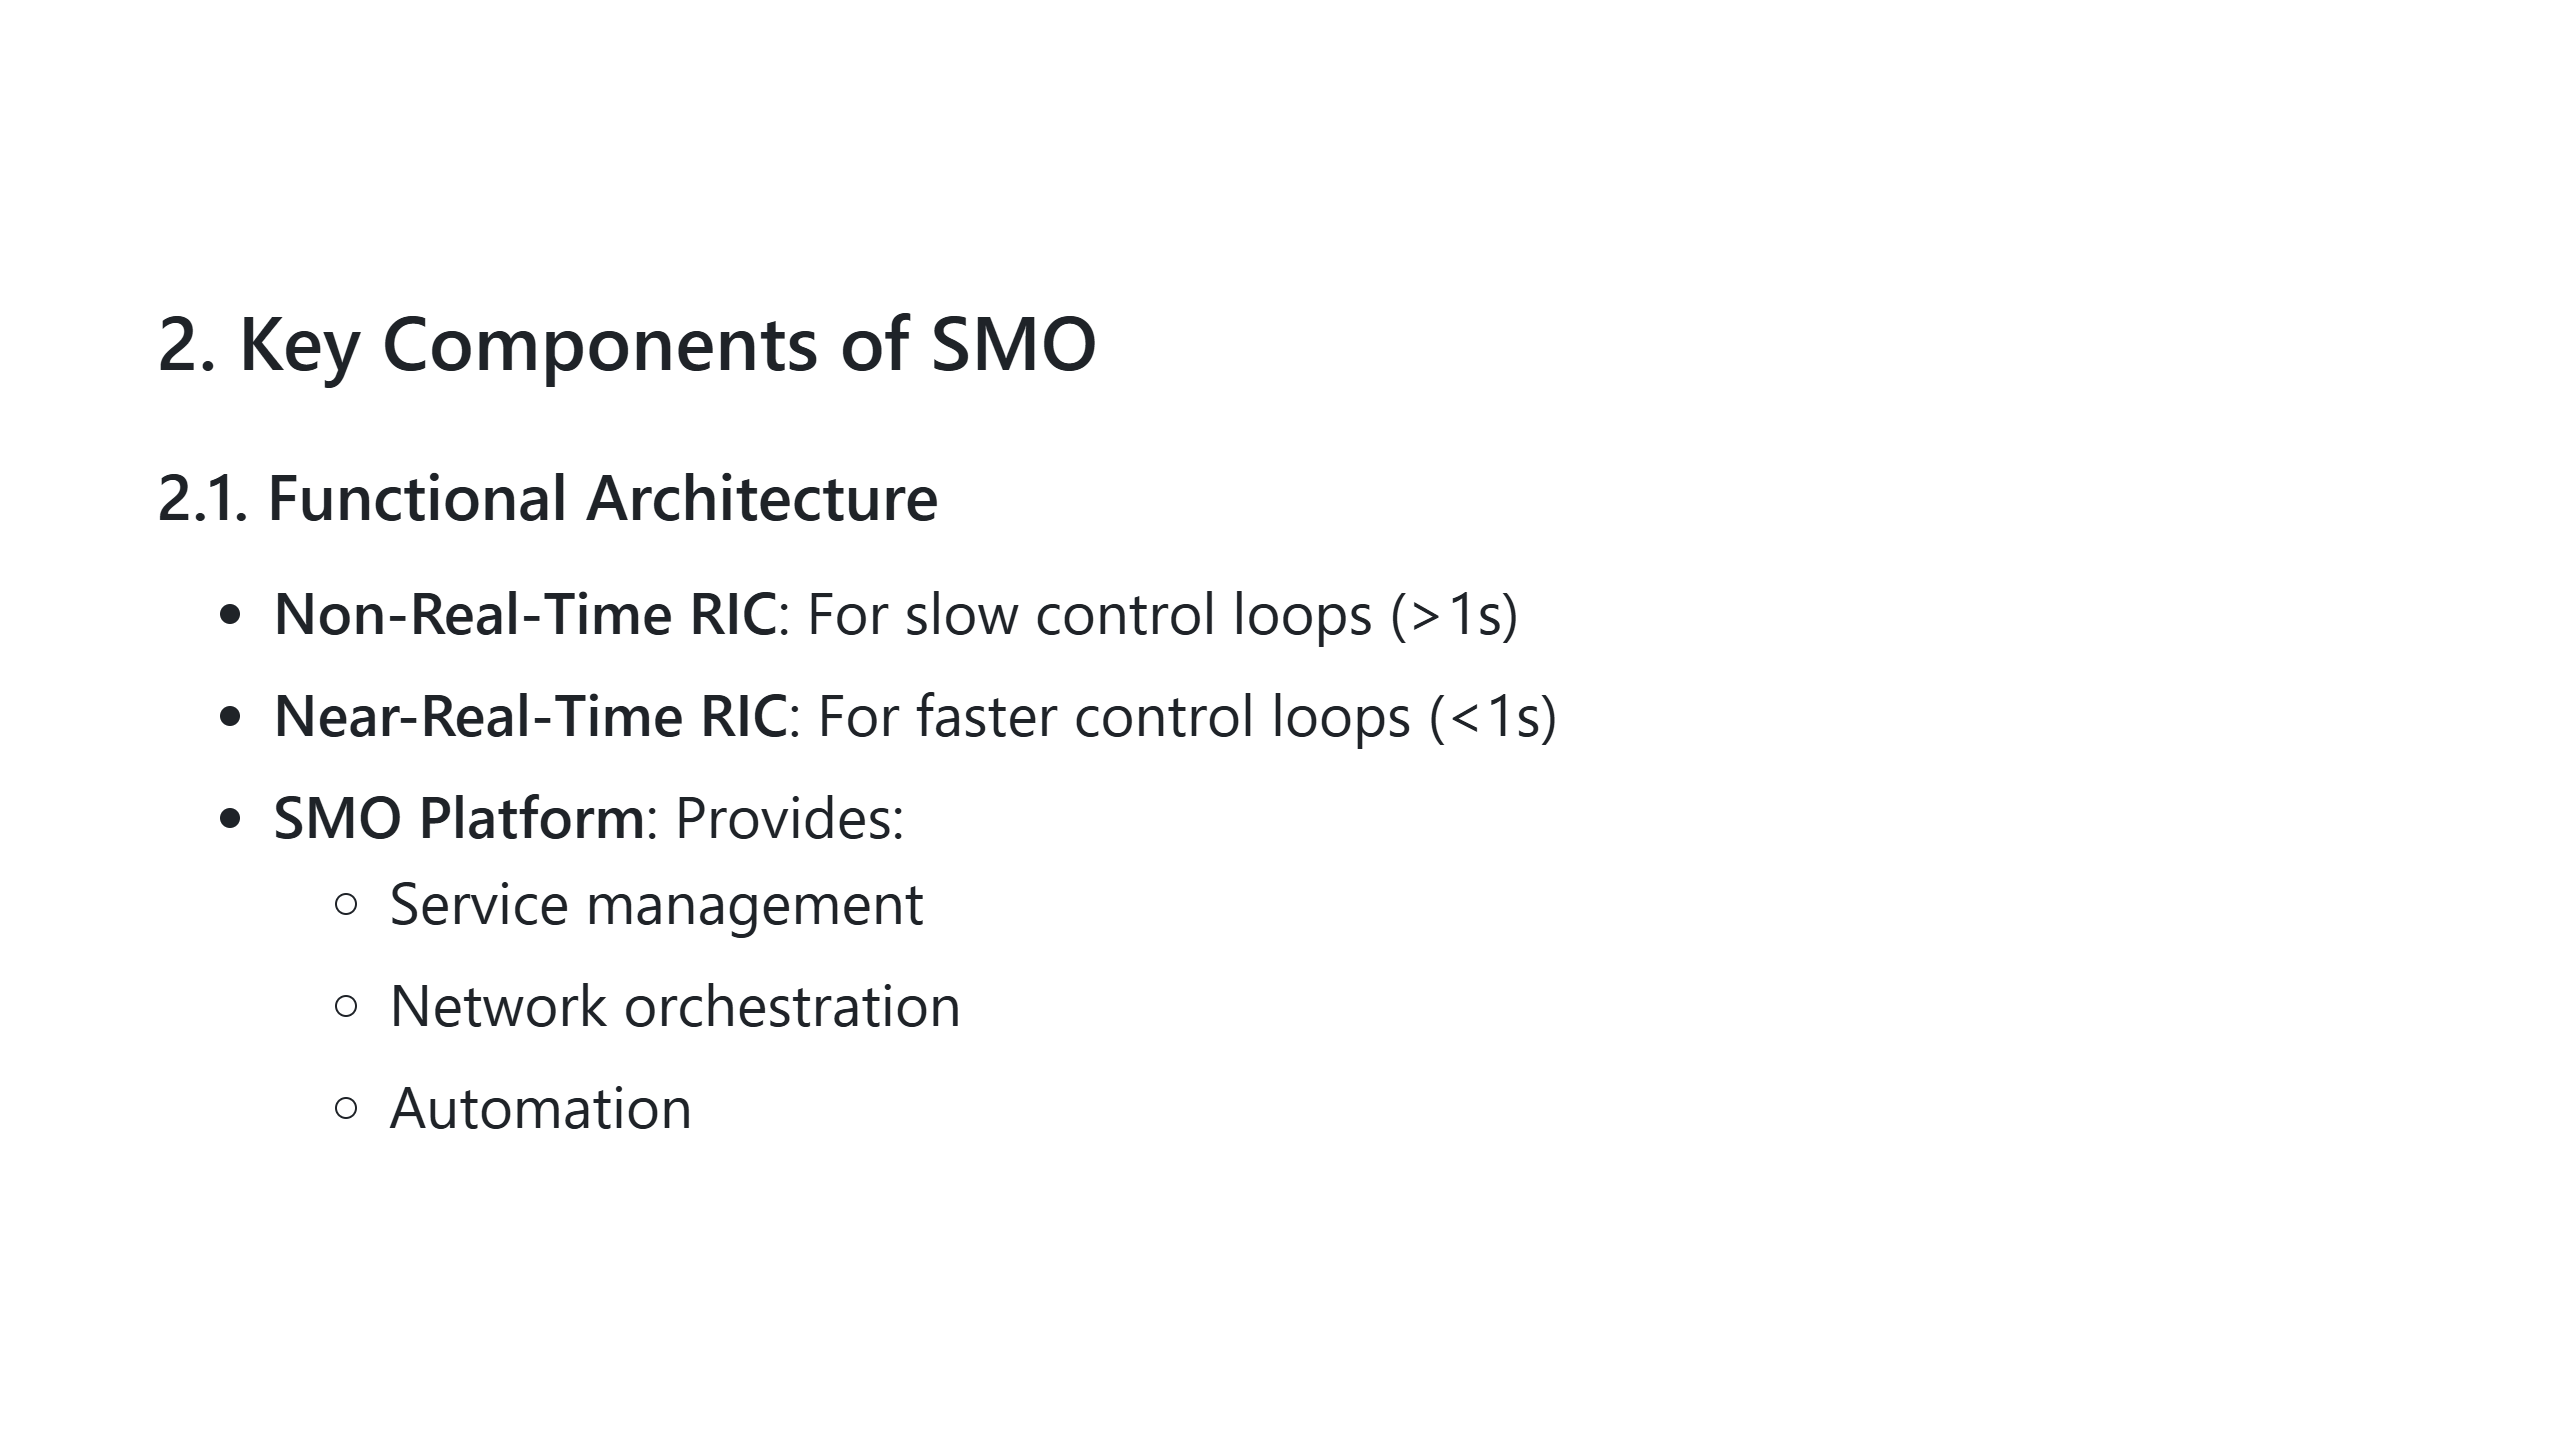 2. Key Components of SMO
2.1. Functional Architecture
• Non-Real-Time RIC: For slow control loops (>1s)
• Near-Real-Time RIC: For faster control loops (<1s)
• SMO Platform: Provides:
○ Service management
○ Network orchestration
○ Automation